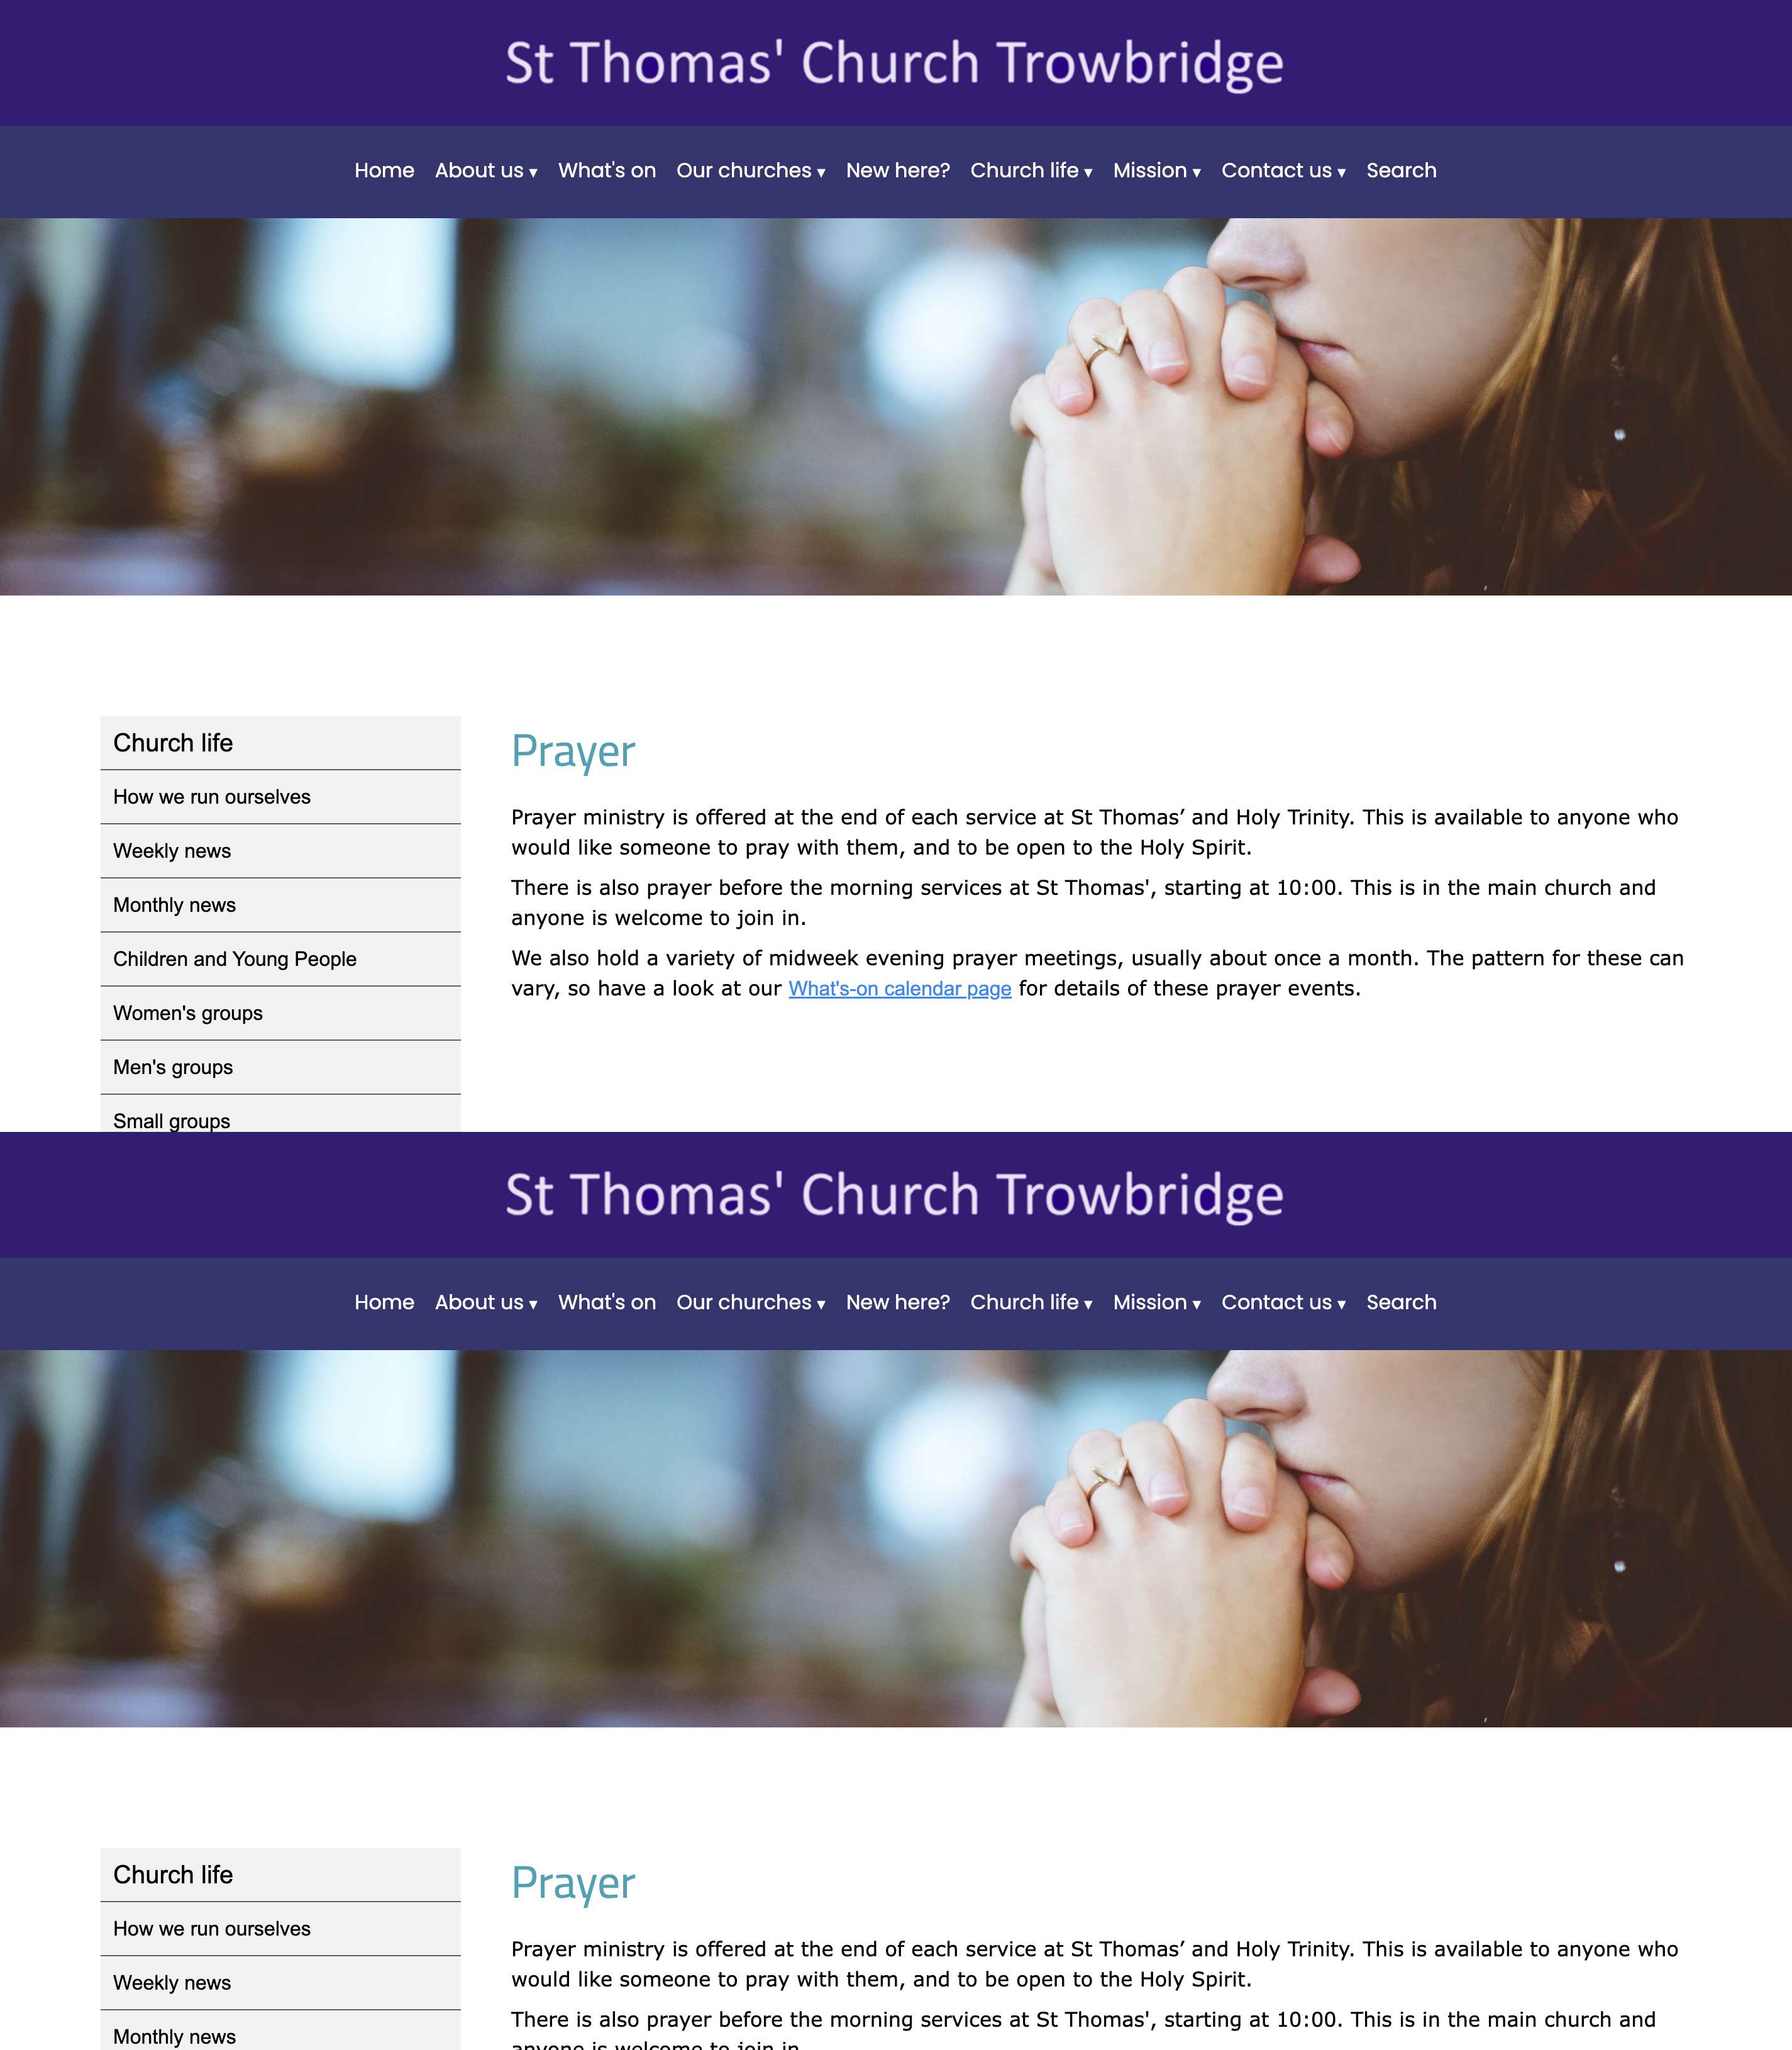 St Thomas' Church Trowbridge
Home About us ▾ What's on Our churches ▾ New here? Church life ▾ Mission ▾ Contact us ▾ Search
Church life
How we run ourselves
Weekly news
Monthly news
Children and Young People
Women's groups
Men's groups
Small groups
Prayer
Prayer ministry is offered at the end of each service at St Thomas’ and Holy Trinity. This is available to anyone who
would like someone to pray with them, and to be open to the Holy Spirit.
There is also prayer before the morning services at St Thomas', starting at 10:00. This is in the main church and
anyone is welcome to join in.
We also hold a variety of midweek evening prayer meetings, usually about once a month. The pattern for these can
vary, so have a look at our What's-on calendar page for details of these prayer events.
St Thomas' Church Trowbridge
Home About us ▾ What's on Our churches ▾ New here? Church life ▾ Mission ▾ Contact us ▾ Search
Church life
How we run ourselves
Weekly news
Monthly news
Prayer
Prayer ministry is offered at the end of each service at St Thomas’ and Holy Trinity. This is available to anyone who
would like someone to pray with them, and to be open to the Holy Spirit.
There is also prayer before the morning services at St Thomas', starting at 10:00. This is in the main church and
anyone is welcome to join in.